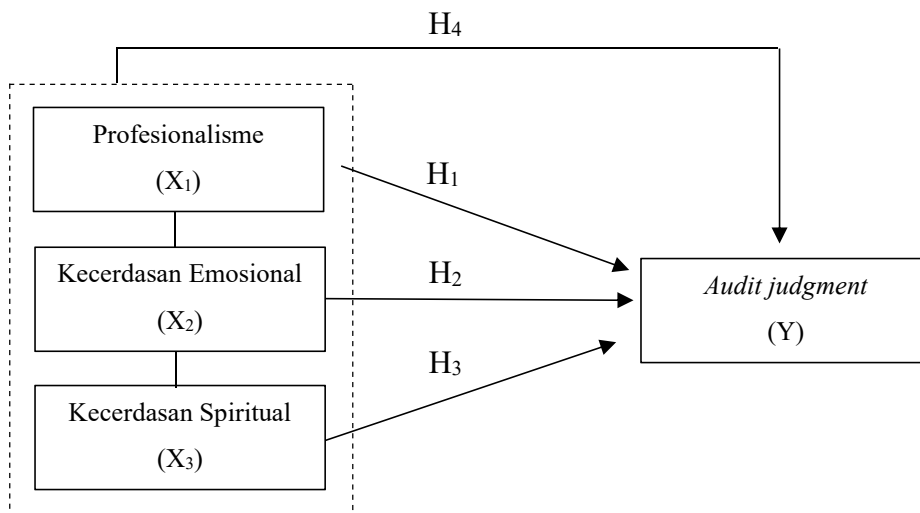 H₄
Profesionalisme
(X₁)
H₁
Kecerdasan Emosional
(X₂)
H₂
Audit judgment
(Y)
H₃
Kecerdasan Spiritual
(X₃)